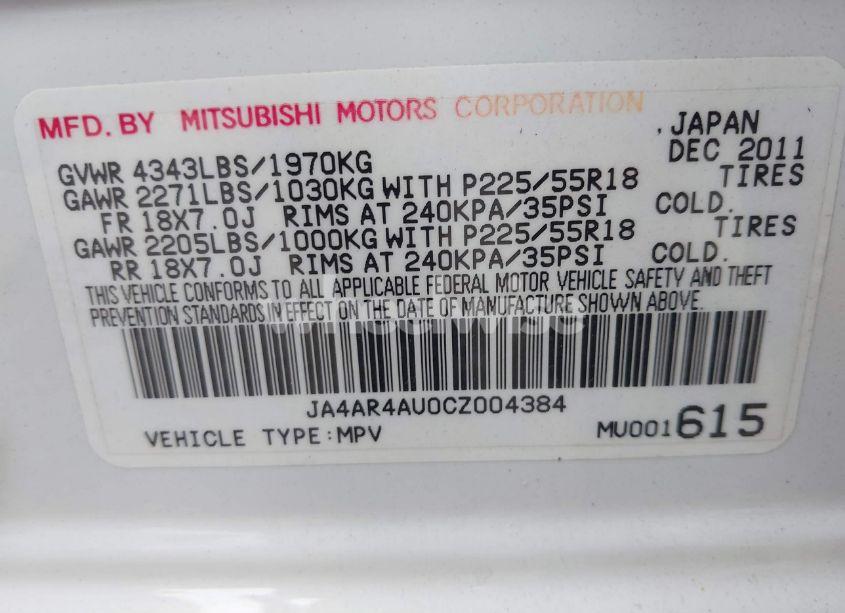 MFD. BY MITSUBISHI MOTORS CORPORATION , JAPAN
GVWR 4343LBS/1970KG DEC 2011
GAWR 2271LBS/1030KG WITH P225/55R18 TIRES
FR 18X7.0J RIMS AT 240KPA/35PSI COLD.
GAWR 2205LBS/1000KG WITH P225/55R18 TIRES
RR 18X7.0J RIMS AT 240KPA/35PSI COLD.
THIS VEHICLE CONFORMS TO ALL APPLICABLE FEDERAL MOTOR VEHICLE SAFETY AND THEFT
PREVENTION STANDARDS IN EFFECT ON THE DATE OF MANUFACTURE SHOWN ABOVE.
JA4AR4AU0CZ004384
VEHICLE TYPE:MPV MU001615